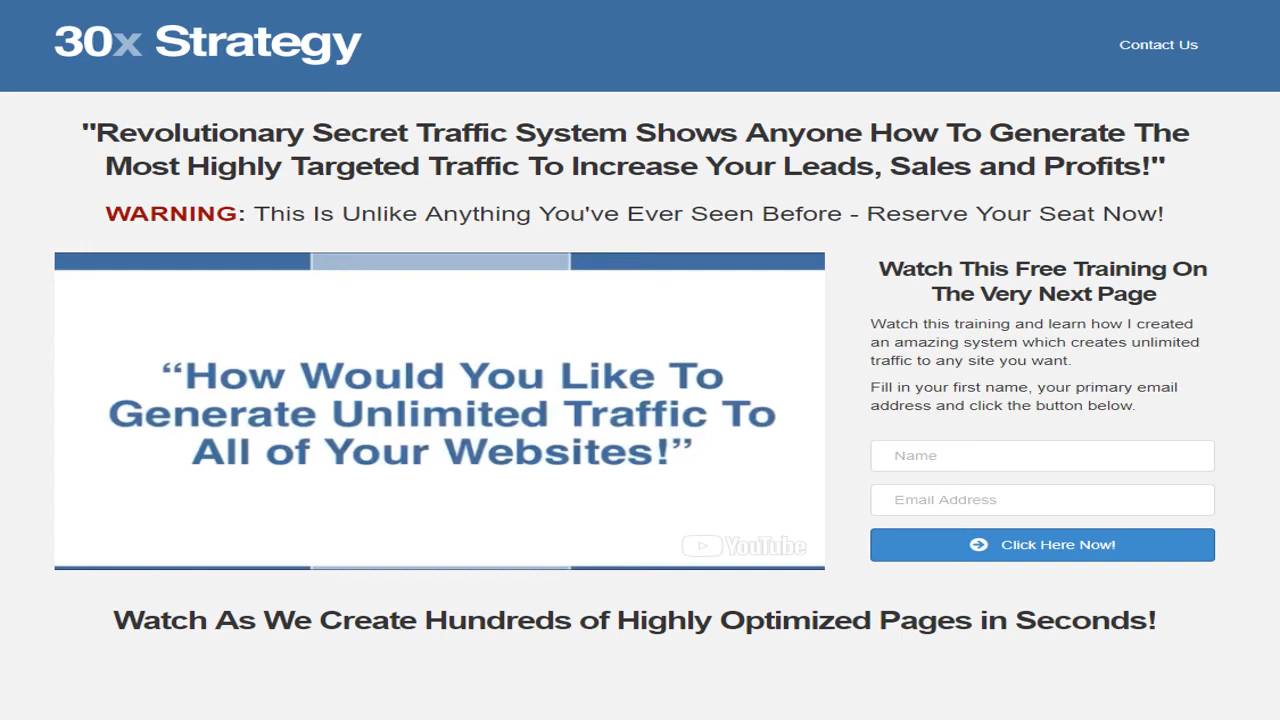 30x Strategy
Contact Us
"Revolutionary Secret Traffic System Shows Anyone How To Generate The
Most Highly Targeted Traffic To Increase Your Leads, Sales and Profits!"
WARNING: This Is Unlike Anything You've Ever Seen Before - Reserve Your Seat Now!
“How Would You Like To
Generate Unlimited Traffic To
All of Your Websites!”
YouTube
Watch This Free Training On
The Very Next Page
Watch this training and learn how I created
an amazing system which creates unlimited
traffic to any site you want.
Fill in your first name, your primary email
address and click the button below.
Name
Email Address
Click Here Now!
Watch As We Create Hundreds of Highly Optimized Pages in Seconds!